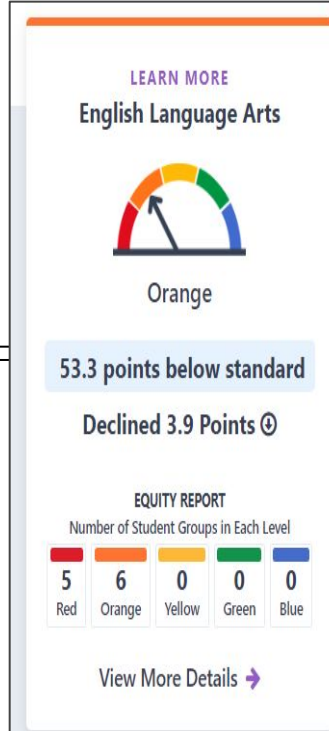 LEARN MORE
English Language Arts
Orange
53.3 points below standard
Declined 3.9 Points
EQUITY REPORT
Number of Student Groups in Each Level
5 6 0 0 0
Red Orange Yellow Green Blue
View More Details